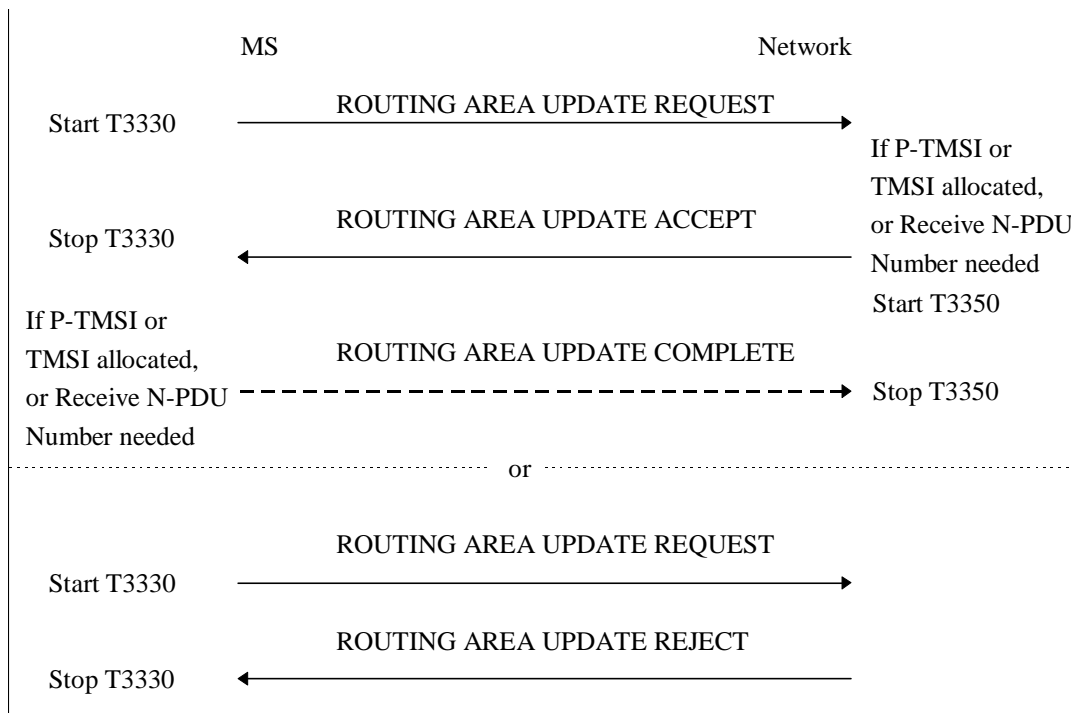 MS
Network
ROUTING AREA UPDATE REQUEST
Start T3330
If P-TMSI or
TMSI allocated,
or Receive N-PDU
Number needed
Start T3350
ROUTING AREA UPDATE ACCEPT
Stop T3330
If P-TMSI or
TMSI allocated,
or Receive N-PDU
Number needed
ROUTING AREA UPDATE COMPLETE
Stop T3350
or
ROUTING AREA UPDATE REQUEST
Start T3330
ROUTING AREA UPDATE REJECT
Stop T3330